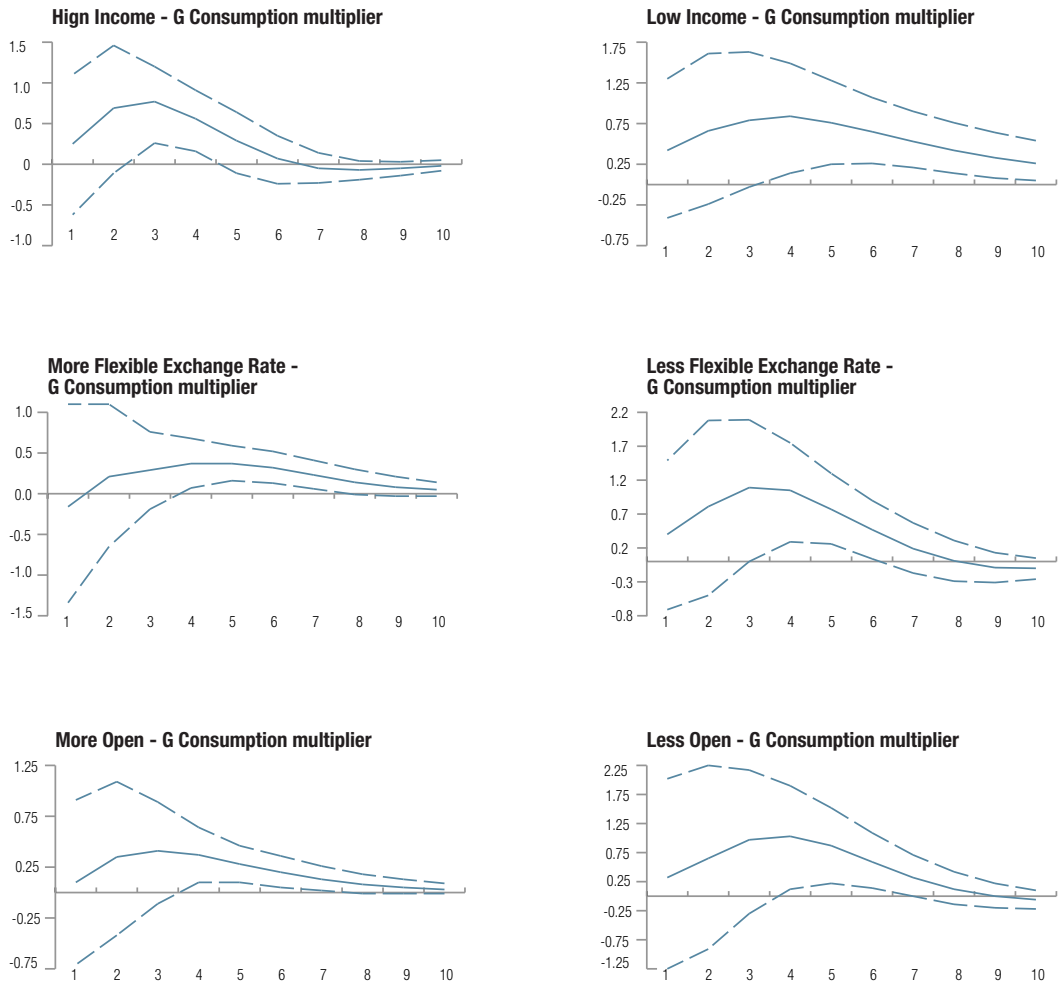 Hign Income - G Consumption multiplier
1.5
1.0
0.5
0
-0.5
-1.0
1 2 3 4 5 6 7 8 9 10
Low Income - G Consumption multiplier
1.75
1.25
0.75
0.25
-0.25
-0.75
1 2 3 4 5 6 7 8 9 10
More Flexible Exchange Rate -
G Consumption multiplier
1.0
0.5
0.0
-0.5
-1.0
-1.5
1 2 3 4 5 6 7 8 9 10
Less Flexible Exchange Rate -
G Consumption multiplier
2.2
1.7
1.2
0.7
0.2
-0.3
-0.8
1 2 3 4 5 6 7 8 9 10
More Open - G Consumption multiplier
1.25
0.75
0.25
-0.25
-0.75
1 2 3 4 5 6 7 8 9 10
Less Open - G Consumption multiplier
2.25
1.75
1.25
0.75
0.25
-0.25
-0.75
-1.25
1 2 3 4 5 6 7 8 9 10